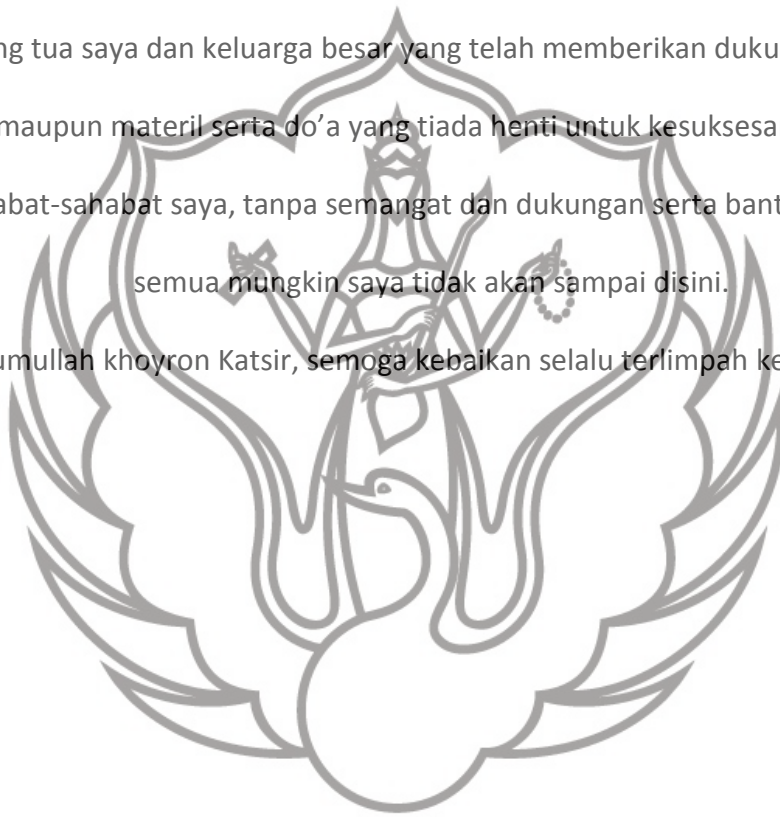 ng tua saya dan keluarga besar yang telah memberikan duku
maupun materil serta do’a yang tiada henti untuk kesuksesa
abat-sahabat saya, tanpa semangat dan dukungan serta bant
semua mungkin saya tidak akan sampai disini.
umullah khoyron Katsir, semoga kebaikan selalu terlimpah ke